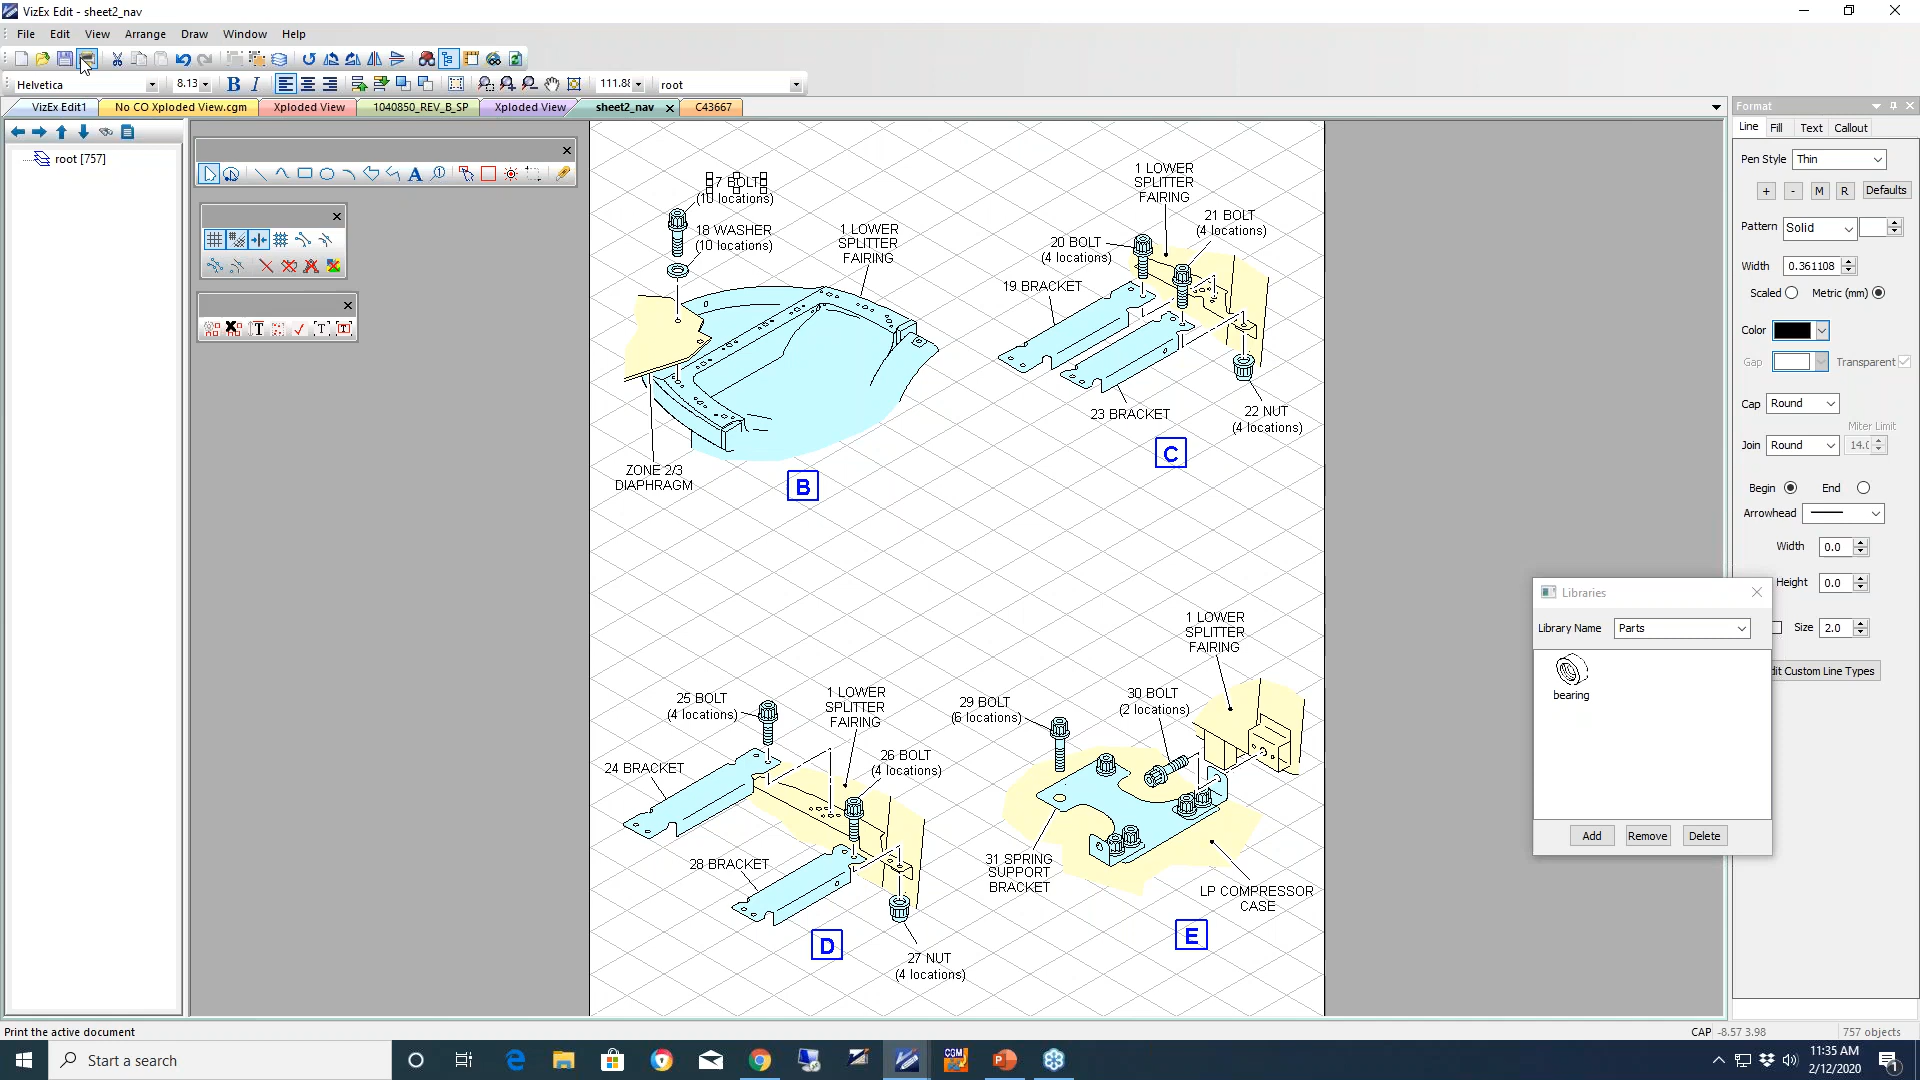 VizEx Edit - sheet2_nav
File Edit View Arrange Draw Window Help
Helvetica 8.13 B I 111.8 root
VizEx Edit1 No CO Xploded View.cgm Xploded View 1040850_REV_B_SP Xploded View sheet2_nav C43667
root [757]
7 BOLT
(10 locations)
18 WASHER
(10 locations)
1 LOWER
SPLITTER
FAIRING
ZONE 2/3
DIAPHRAGM
B
1 LOWER
SPLITTER
FAIRING
21 BOLT
(4 locations)
20 BOLT
(4 locations)
19 BRACKET
23 BRACKET
22 NUT
(4 locations)
C
25 BOLT
(4 locations)
1 LOWER
SPLITTER
FAIRING
26 BOLT
(4 locations)
24 BRACKET
28 BRACKET
27 NUT
(4 locations)
D
1 LOWER
SPLITTER
FAIRING
29 BOLT
(6 locations)
30 BOLT
(2 locations)
31 SPRING
SUPPORT
BRACKET
LP COMPRESSOR
CASE
E
Format
Line Fill Text Callout
Pen Style Thin
+ - M R Defaults
Pattern Solid
Width 0.361108
Scaled Metric (mm)
Color
Gap Transparent
Cap Round
Miter Limit
Join Round 14.
Begin End
Arrowhead
Width 0.0
Height 0.0
Size 2.0
dit Custom Line Types
Libraries
Library Name Parts
bearing
Add Remove Delete
Print the active document
CAP -8.57 3.98 757 objects
Start a search
CGM
11:35 AM
2/12/2020
1